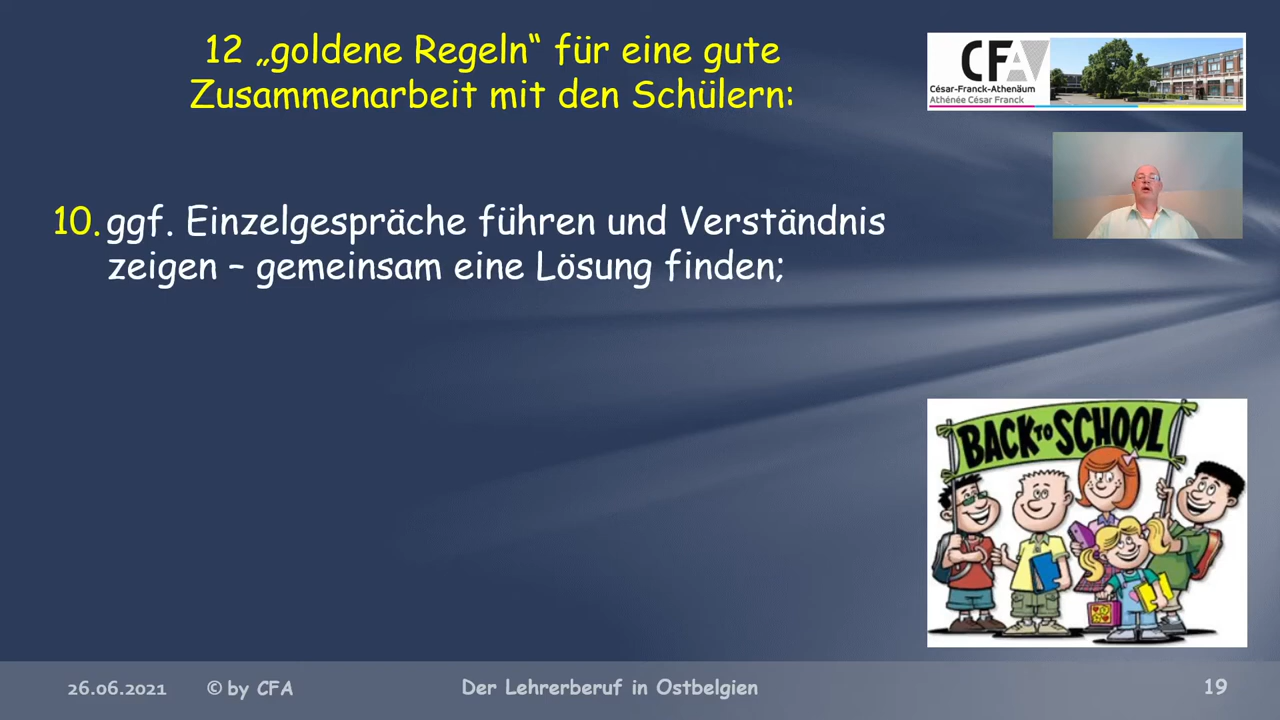 12 „goldene Regeln“ für eine gute
Zusammenarbeit mit den Schülern:
CFA
César-Franck-Athenäum
Athénée César Franck
10. ggf. Einzelgespräche führen und Verständnis
zeigen – gemeinsam eine Lösung finden;
BACK TO SCHOOL
26.06.2021
© by CFA
Der Lehrerberuf in Ostbelgien
19